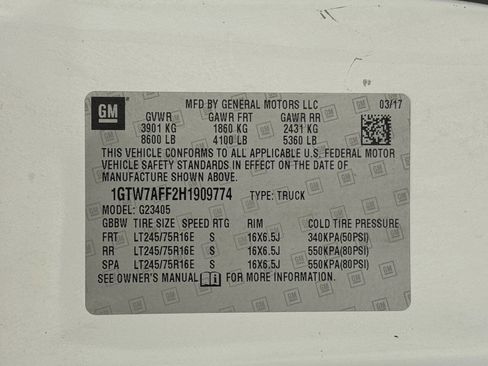 GM MFD BY GENERAL MOTORS LLC 03/17
GVWR GAWR FRT GAWR RR
3901 KG 1860 KG 2431 KG
8600 LB 4100 LB 5360 LB
THIS VEHICLE CONFORMS TO ALL APPLICABLE U.S. FEDERAL MOTOR
VEHICLE SAFETY STANDARDS IN EFFECT ON THE DATE OF
MANUFACTURE SHOWN ABOVE.
1GTW7AFF2H1909774 TYPE: TRUCK
MODEL: G23405
GBBW TIRE SIZE SPEED RTG RIM COLD TIRE PRESSURE
FRT LT245/75R16E S 16X6.5J 340KPA(50PSI)
RR LT245/75R16E S 16X6.5J 550KPA(80PSI)
SPA LT245/75R16E S 16X6.5J 550KPA(80PSI)
SEE OWNER'S MANUAL FOR MORE INFORMATION.